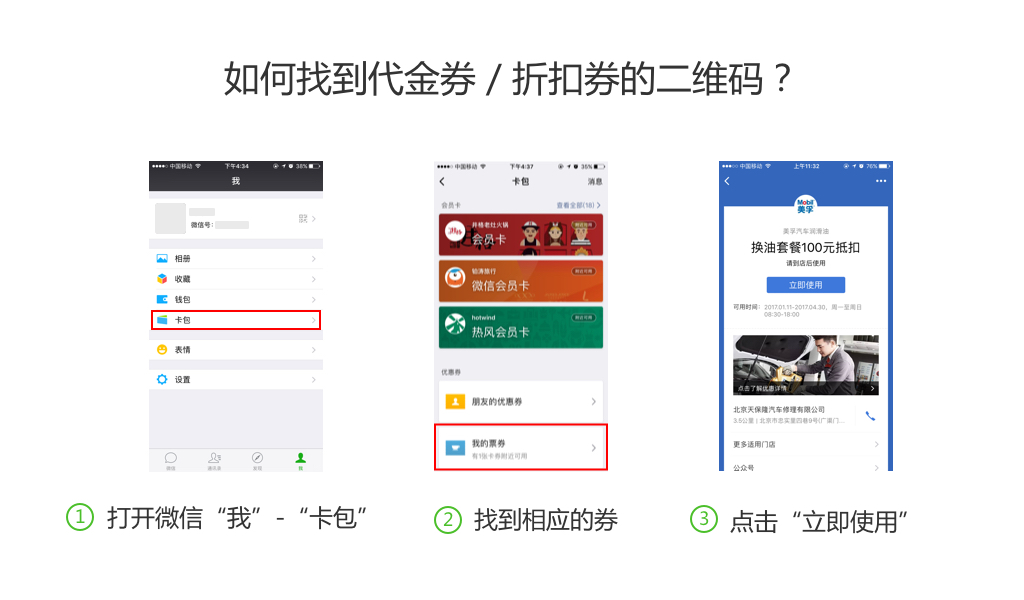 如何找到代金券 / 折扣券的二维码？
中国移动 下午4:34 38%
我
微信号:
相册
收藏
钱包
卡包
表情
设置
我
中国移动 下午4:37 36%
卡包 消息
会员卡 查看全部(18)
井格老灶火锅
会员卡
铂涛旅行
微信会员卡
hotwind
热风会员卡
优惠券
朋友的优惠券
我的票券
有1张卡券附近可用
中国移动 上午11:32 76%
Mobil
美孚
美孚汽车润滑油
换油套餐100元抵扣
请到店后使用
立即使用
可用时间: 2017.01.11-2017.04.30，周一至周日
08:30-18:00
点击了解优惠详情
北京天保隆汽车修理有限公司
3.5公里 | 北京市忠实里四巷9号(广渠门...
更多适用门店
公众号
1 打开微信“我”-“卡包”
2 找到相应的券
3 点击“立即使用”